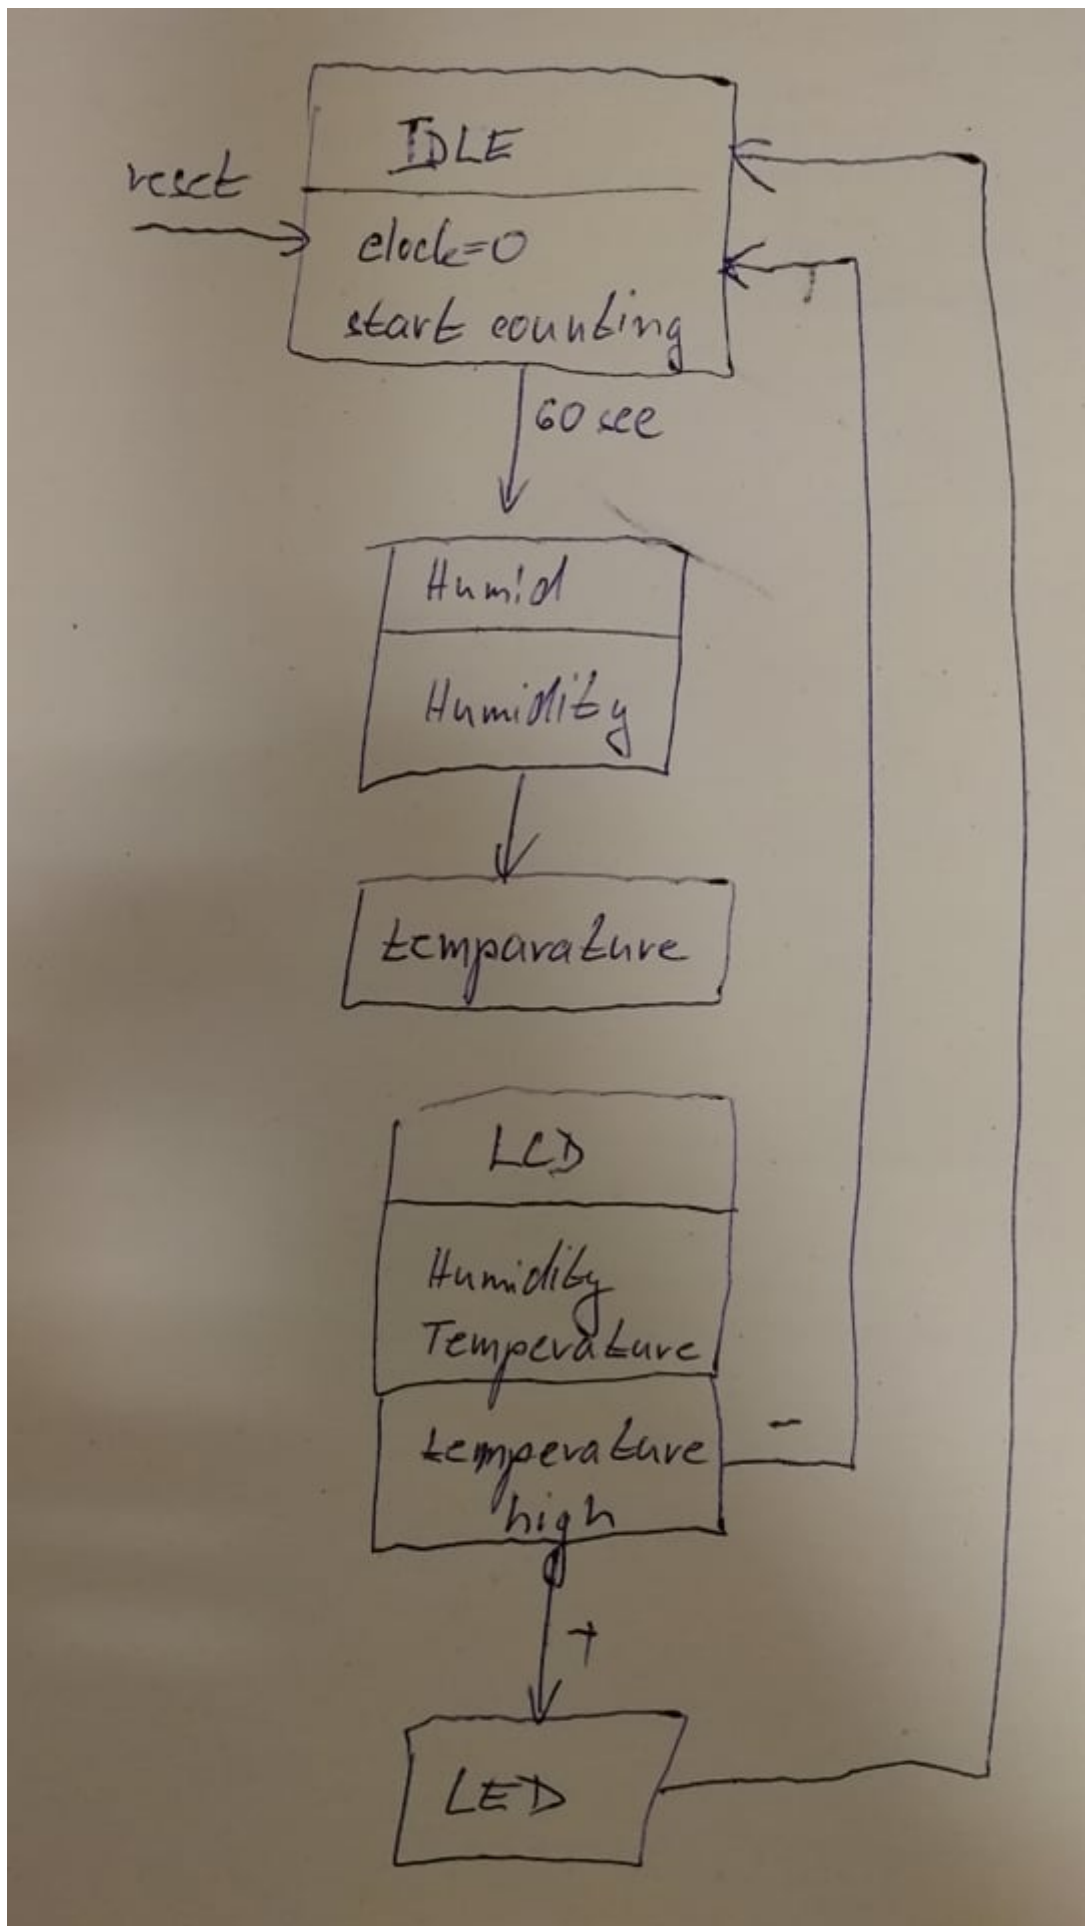 IDLE
reset
clock=0
start counting
60 sec
Humid
Humidity
temparature
LCD
Humidity
Temperature
temperature
high
-
+
LED